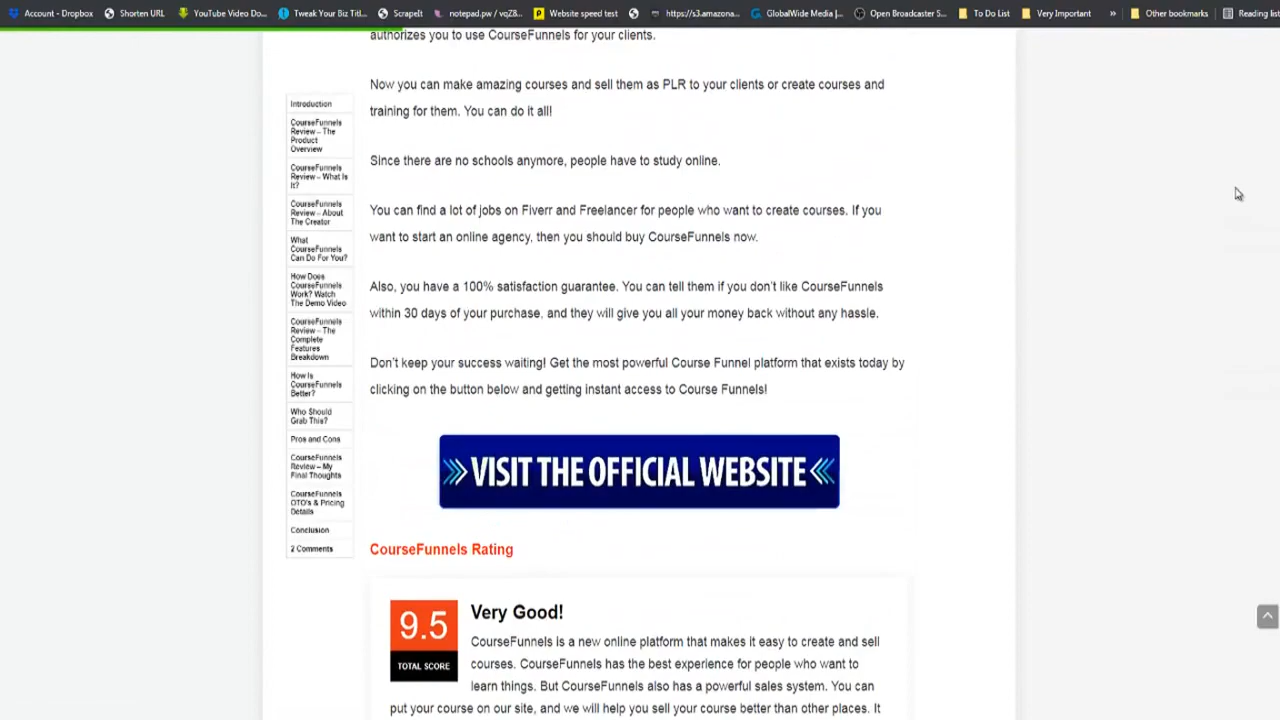 Account - Dropbox Shorten URL YouTube Video Do... Tweak Your Biz Titl... ScrapeIt notepad.pw / vqZ8... Website speed test https://s3.amazona... GlobalWide Media |... Open Broadcaster S... To Do List Very Important » Other bookmarks Reading list
authorizes you to use CourseFunnels for your clients.
Now you can make amazing courses and sell them as PLR to your clients or create courses and
training for them. You can do it all!
Since there are no schools anymore, people have to study online.
You can find a lot of jobs on Fiverr and Freelancer for people who want to create courses. If you
want to start an online agency, then you should buy CourseFunnels now.
Also, you have a 100% satisfaction guarantee. You can tell them if you don't like CourseFunnels
within 30 days of your purchase, and they will give you all your money back without any hassle.
Don't keep your success waiting! Get the most powerful Course Funnel platform that exists today by
clicking on the button below and getting instant access to Course Funnels!
VISIT THE OFFICIAL WEBSITE
CourseFunnels Rating
9.5
TOTAL SCORE
Very Good!
CourseFunnels is a new online platform that makes it easy to create and sell
courses. CourseFunnels has the best experience for people who want to
learn things. But CourseFunnels also has a powerful sales system. You can
put your course on our site, and we will help you sell your course better than other places. It
Introduction
CourseFunnels
Review – The
Product
Overview
CourseFunnels
Review – What Is
It?
CourseFunnels
Review – About
The Creator
What
CourseFunnels
Can Do For You?
How Does
CourseFunnels
Work? Watch
The Demo Video
CourseFunnels
Review – The
Complete
Features
Breakdown
How Is
CourseFunnels
Better?
Who Should
Grab This?
Pros and Cons
CourseFunnels
Review – My
Final Thoughts
CourseFunnels
OTO's & Pricing
Details
Conclusion
2 Comments